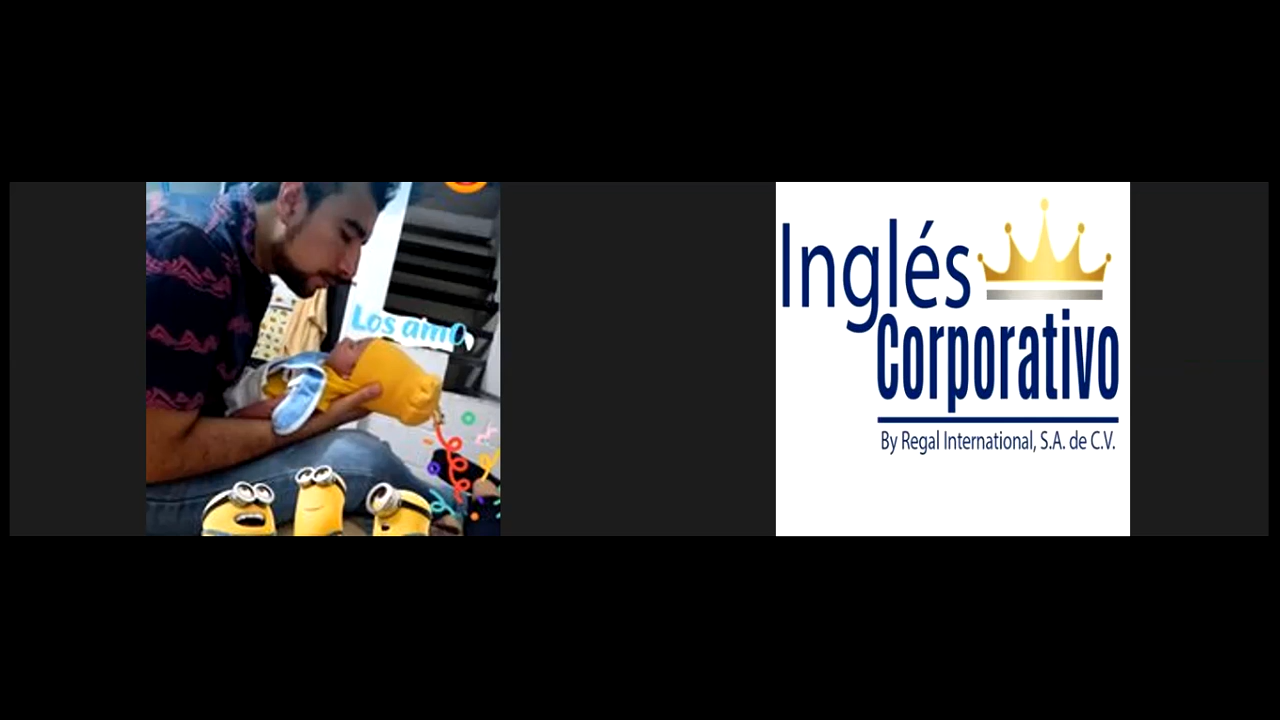 Los amo
Inglés
Corporativo
By Regal International, S.A. de C.V.